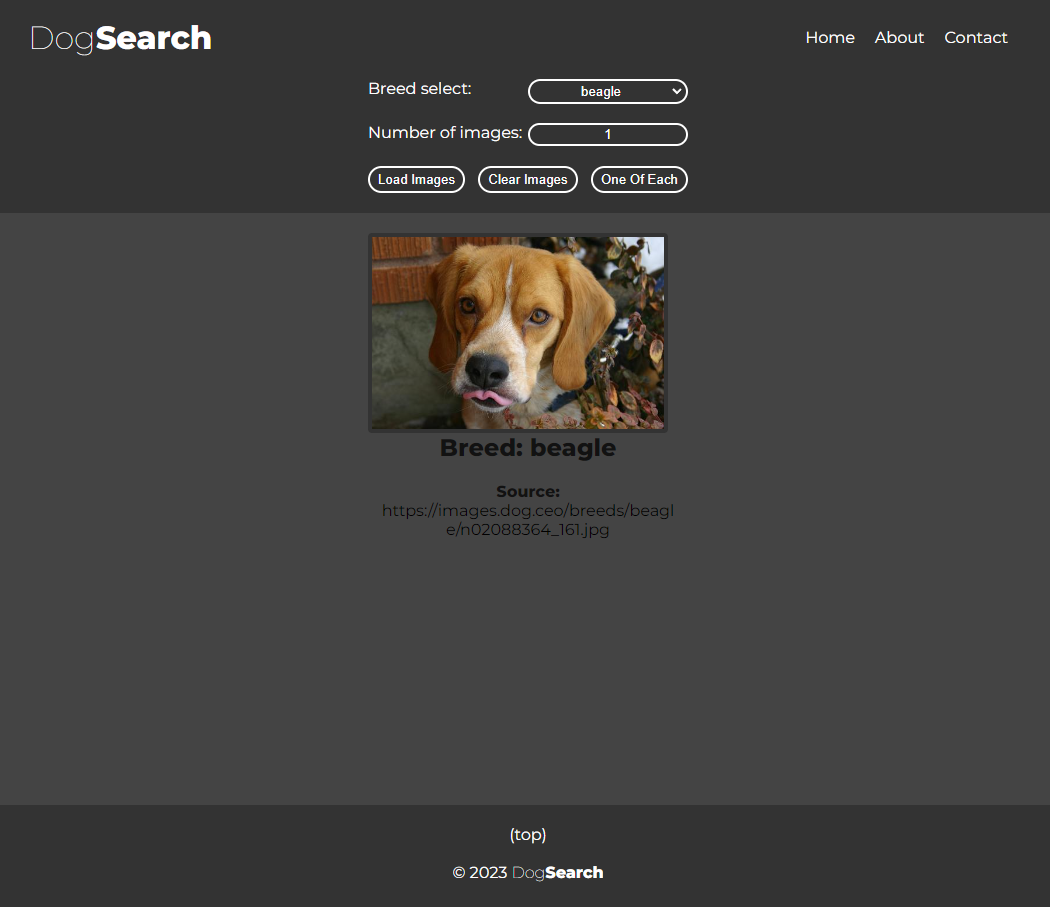 DogSearch
Home About Contact
Breed select: beagle
Number of images: 1
Load Images Clear Images One Of Each
Breed: beagle
Source:
https://images.dog.ceo/breeds/beagl
e/n02088364_161.jpg
(top)
© 2023 DogSearch